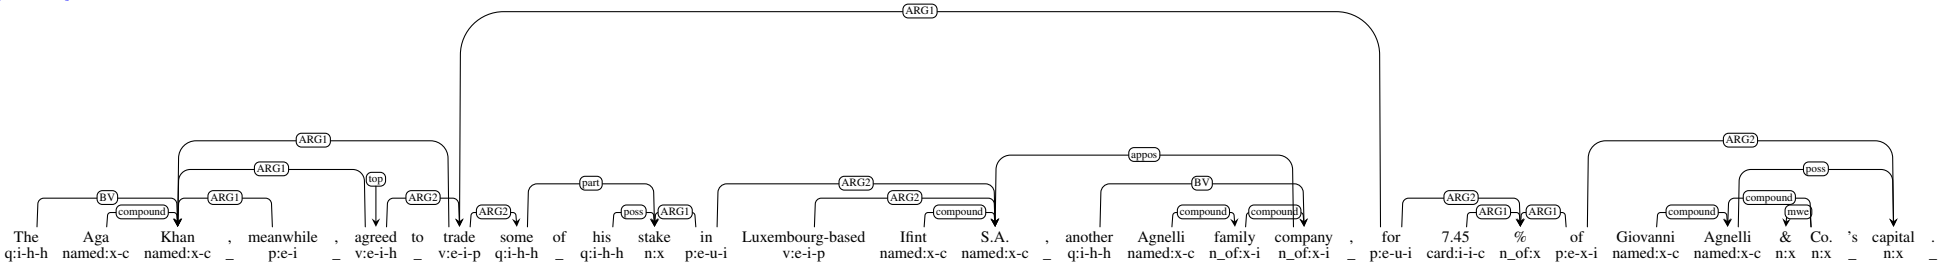 ARG1
ARG1 ARG2
appos
ARG1 poss
top
part ARG2 BV
BV ARG1 ARG2 ARG2 ARG2 compound
compound ARG2 poss ARG1 compound compound compound ARG1 ARG1 compound mwe
The Aga Khan , meanwhile , agreed to trade some of his stake in Luxembourg-based Ifint S.A. , another Agnelli family company , for 7.45 % of Giovanni Agnelli & Co. 's capital .
q:i-h-h named:x-c named:x-c _ p:e-i _ v:e-i-h _ v:e-i-p q:i-h-h _ q:i-h-h n:x p:e-u-i v:e-i-p named:x-c named:x-c _ q:i-h-h named:x-c n_of:x-i n_of:x-i _ p:e-u-i card:i-i-c n_of:x p:e-x-i named:x-c named:x-c n:x n:x _ n:x _